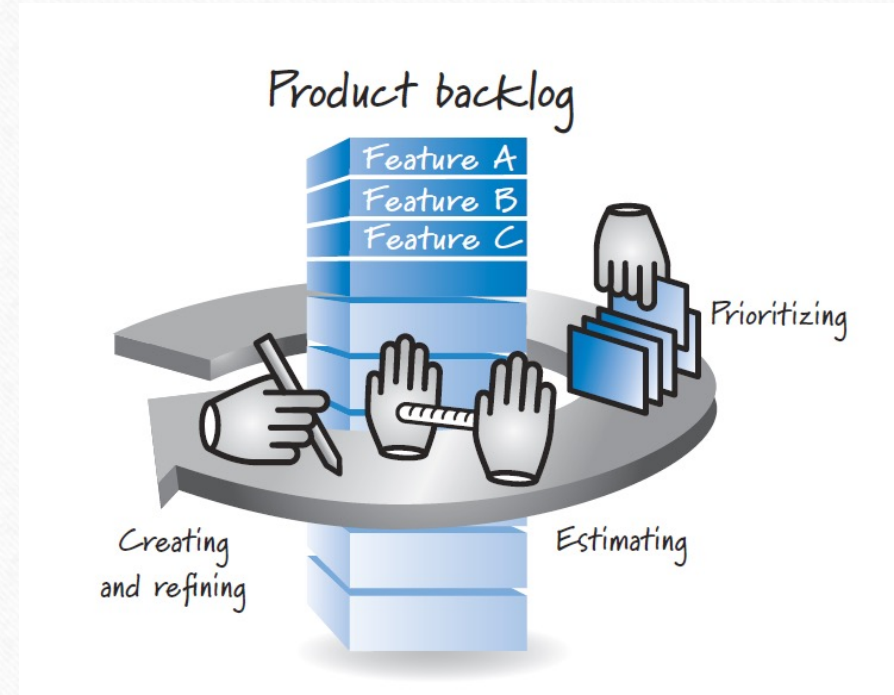 Product backlog
Feature A
Feature B
Feature C
Prioritizing
Creating
and refining
Estimating